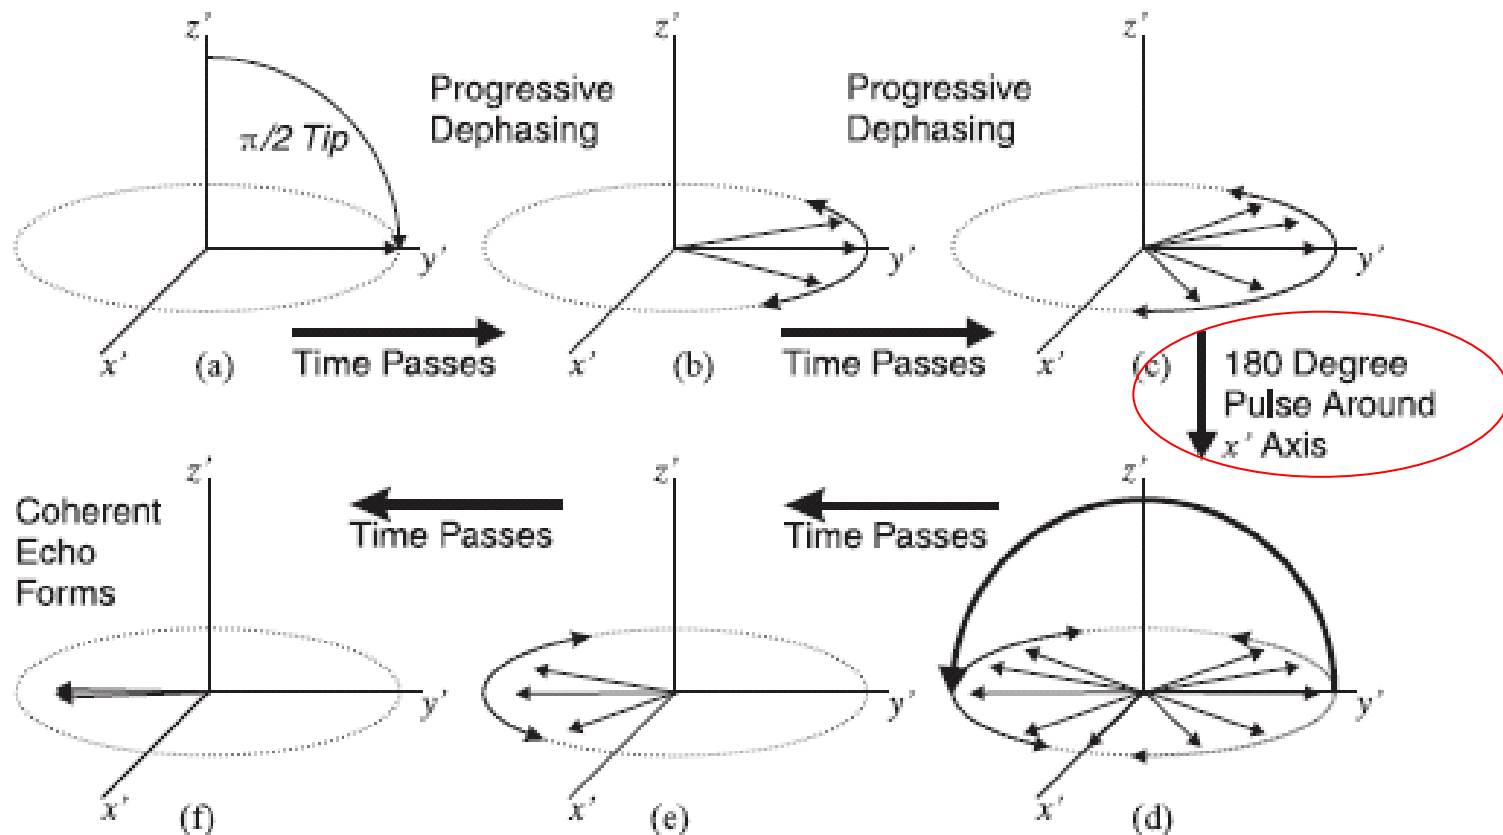 z'
π/2 Tip
y'
x'
(a)
Progressive
Dephasing
Time Passes
z'
y'
x'
(b)
Progressive
Dephasing
Time Passes
z'
y'
x'
(c)
180 Degree
Pulse Around
x' Axis
z'
y'
x'
(d)
Time Passes
z'
y'
x'
(e)
Time Passes
Coherent
Echo
Forms
z'
y'
x'
(f)